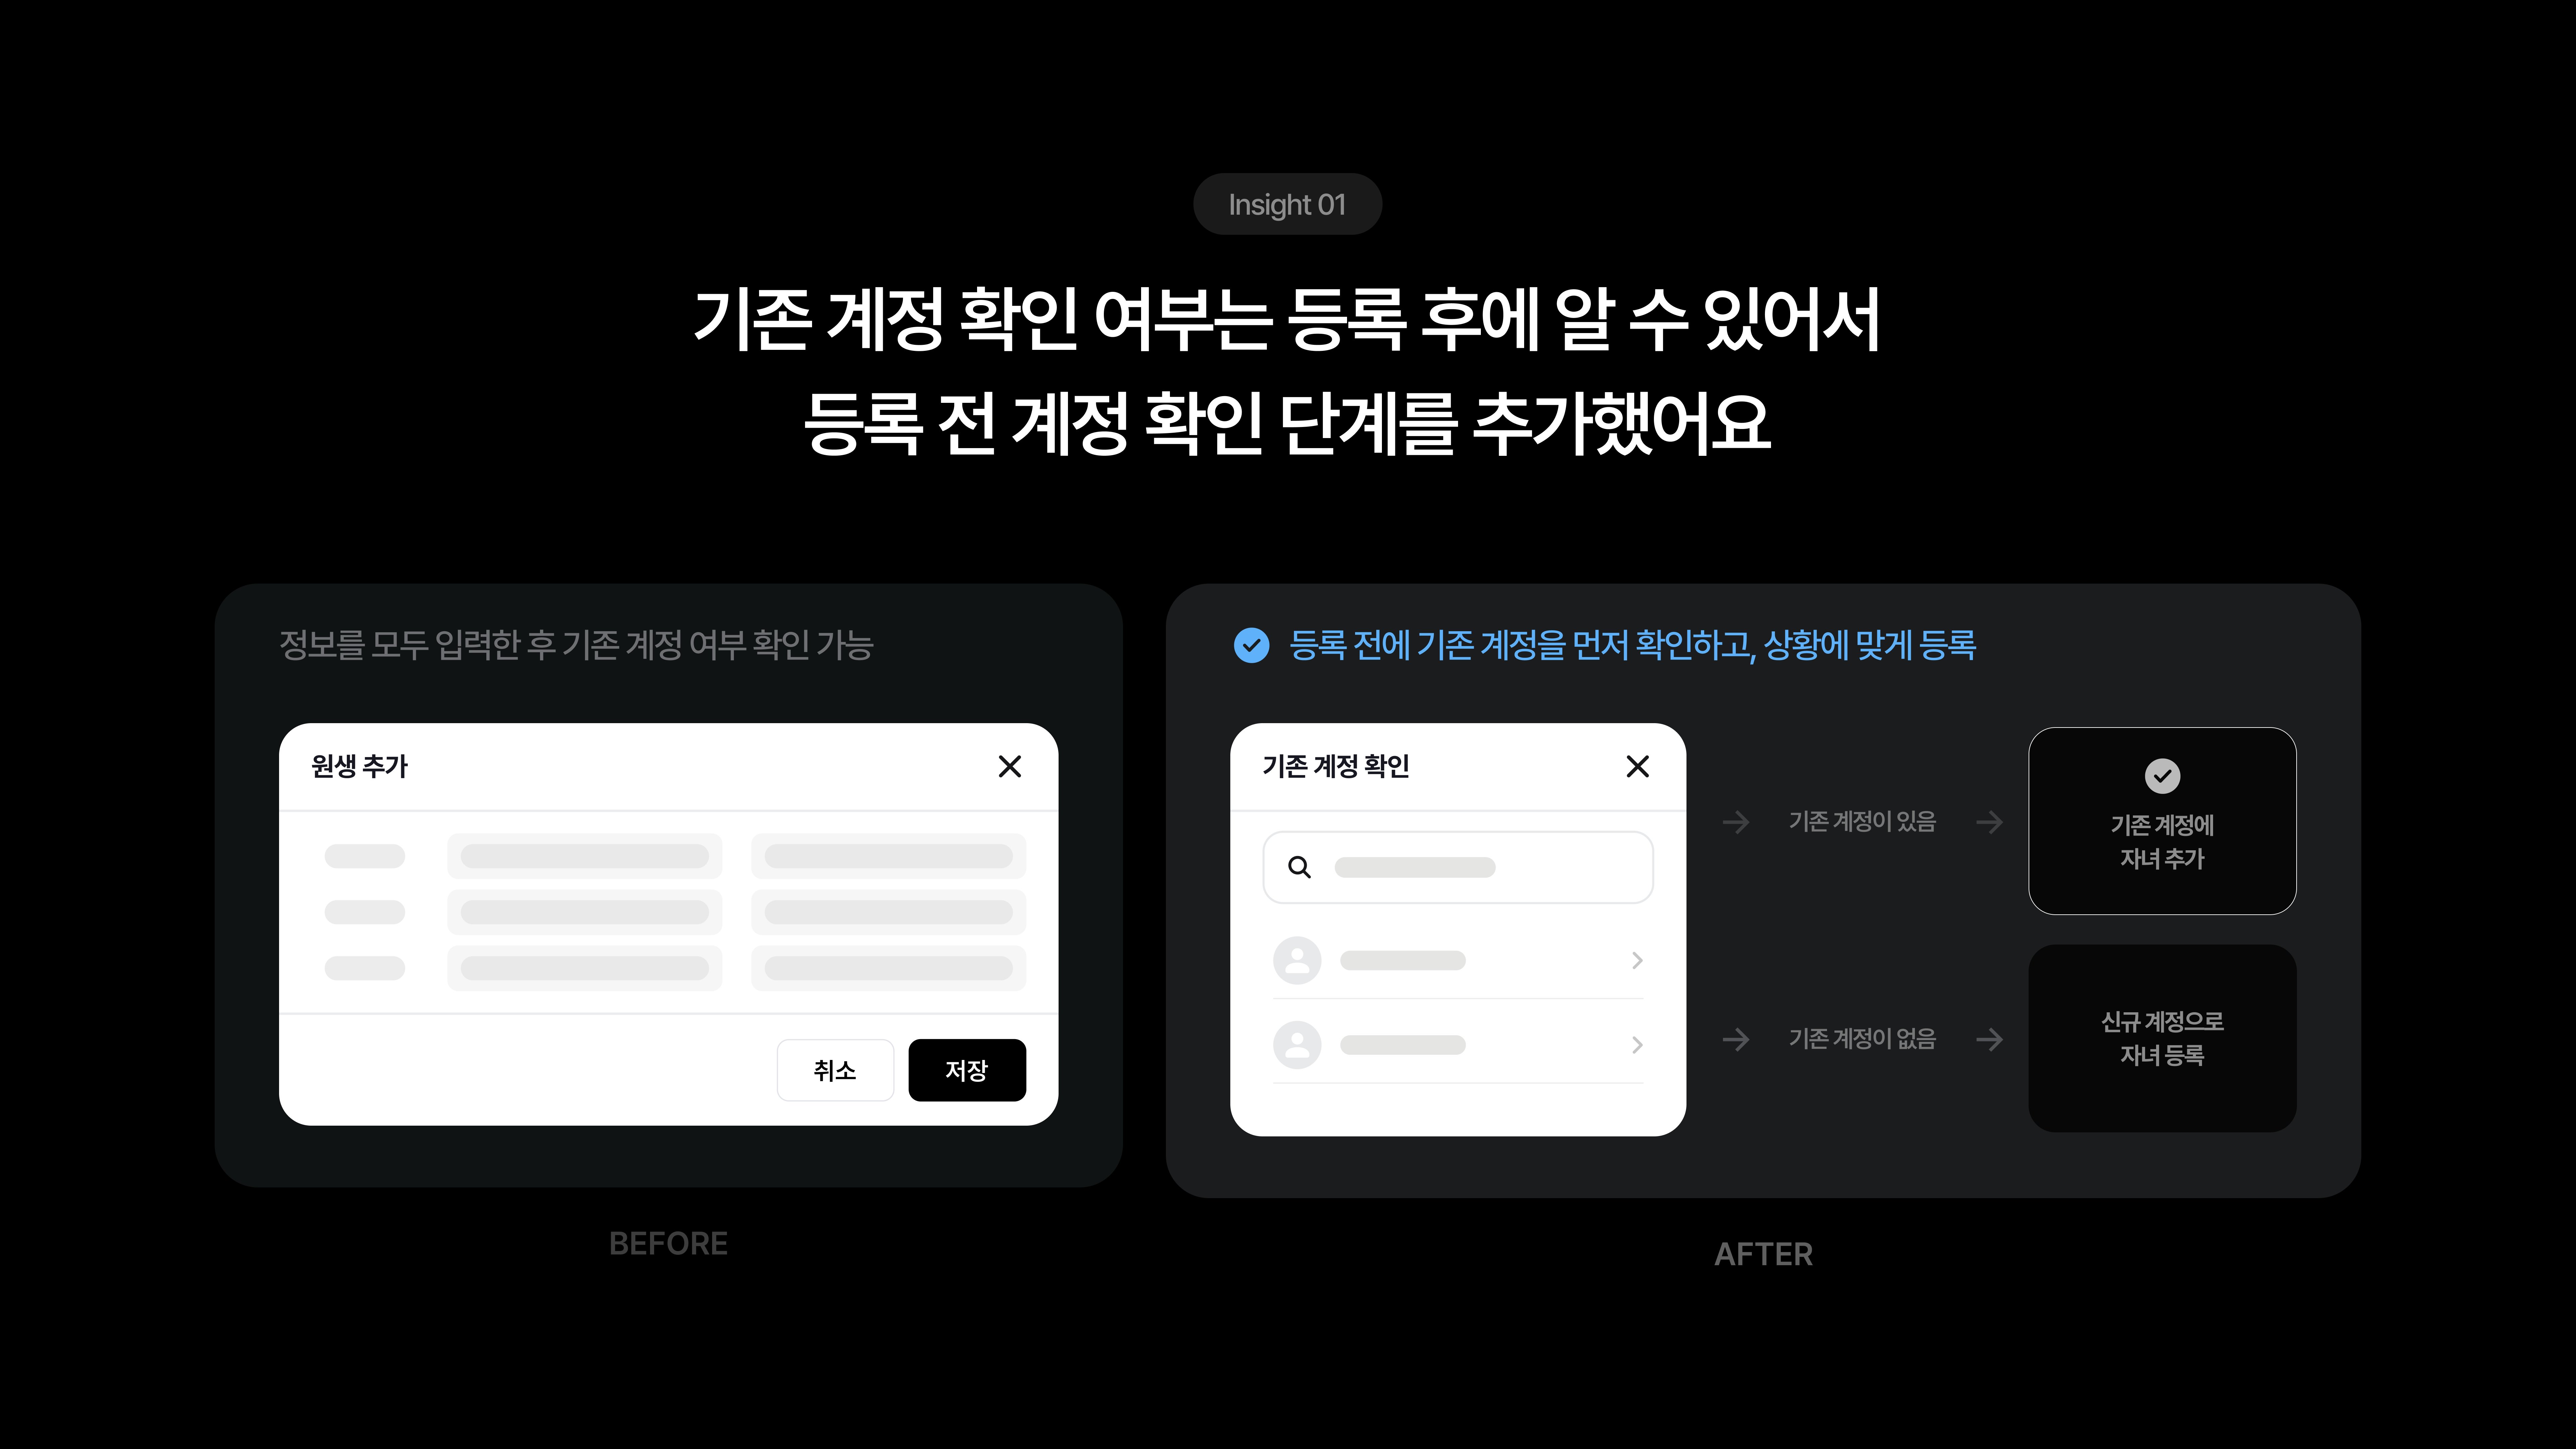 Insight 01
기존 계정 확인 여부는 등록 후에 알 수 있어서
등록 전 계정 확인 단계를 추가했어요
정보를 모두 입력한 후 기존 계정 여부 확인 가능
원생 추가
취소
저장
BEFORE
등록 전에 기존 계정을 먼저 확인하고, 상황에 맞게 등록
기존 계정 확인
기존 계정이 있음
기존 계정에
자녀 추가
기존 계정이 없음
신규 계정으로
자녀 등록
AFTER